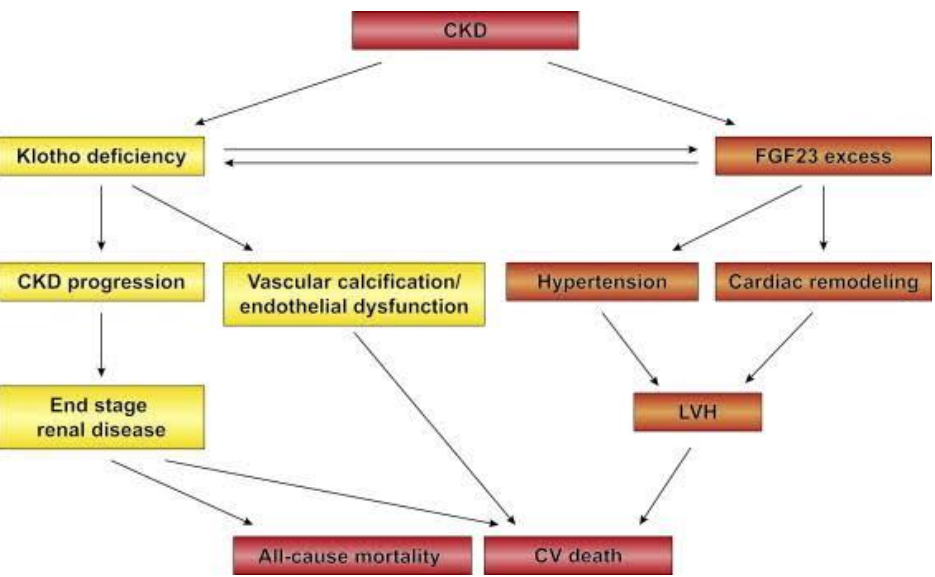 CKD
Klotho deficiency
FGF23 excess
CKD progression
Vascular calcification/
endothelial dysfunction
Hypertension
Cardiac remodeling
End stage
renal disease
LVH
All-cause mortality
CV death